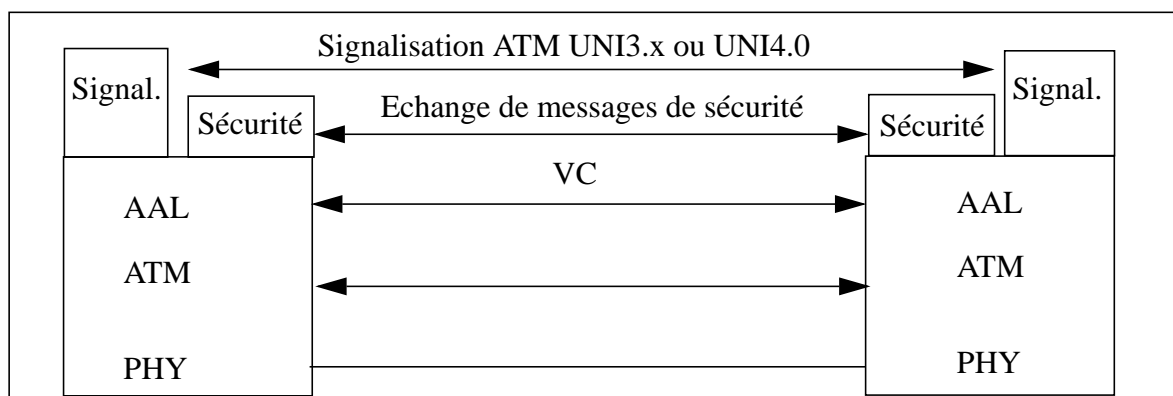 Signalisation ATM UNI3.x ou UNI4.0
Signal.
Signal.
Sécurité
Echange de messages de sécurité
Sécurité
VC
AAL
AAL
ATM
ATM
PHY
PHY